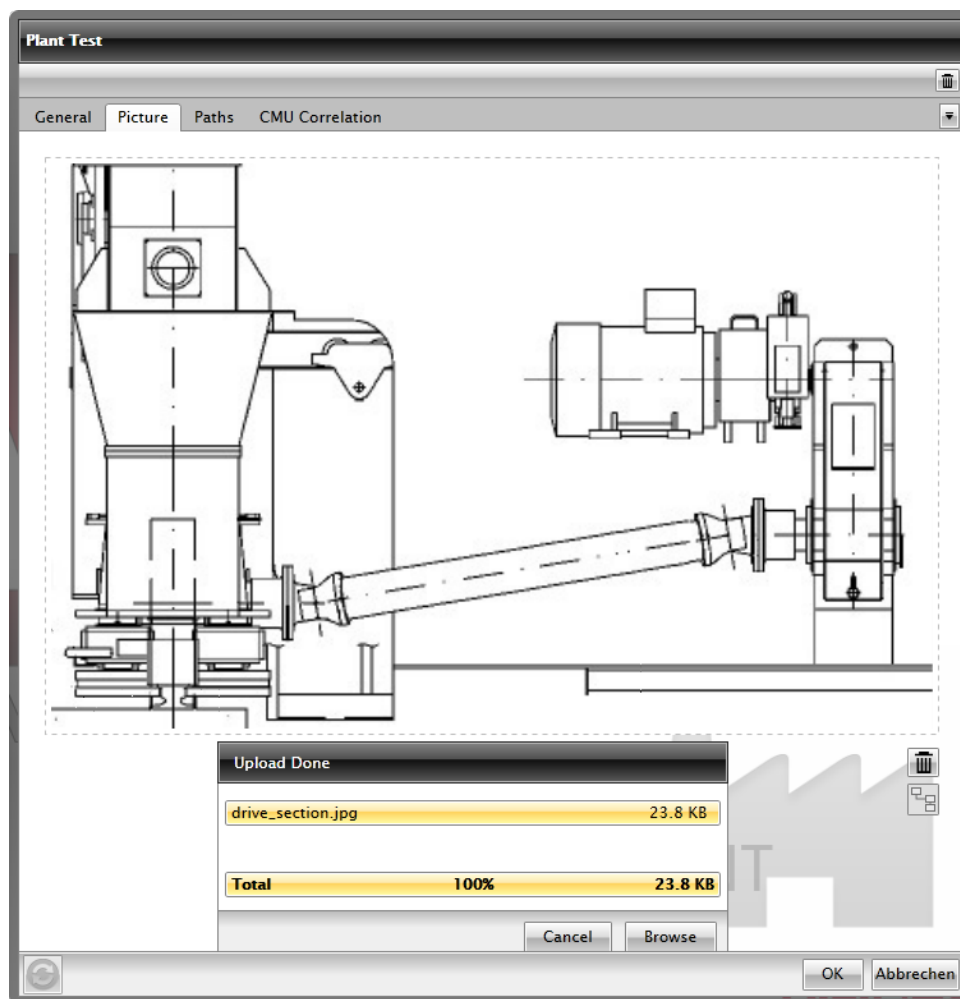 Plant Test
General Picture Paths CMU Correlation
Upload Done
drive_section.jpg 23.8 KB
Total 100% 23.8 KB
Cancel Browse
OK Abbrechen